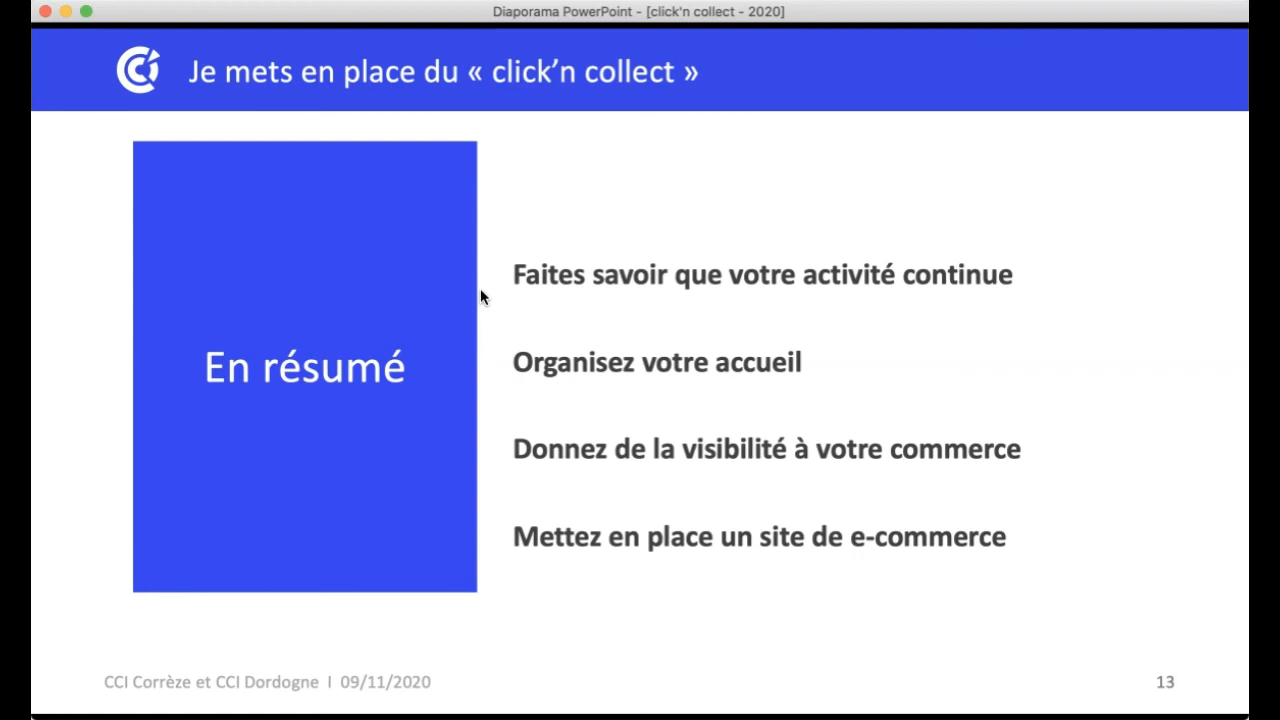 Diaporama PowerPoint - [click'n collect - 2020]
Je mets en place du « click’n collect »
En résumé
Faites savoir que votre activité continue
Organisez votre accueil
Donnez de la visibilité à votre commerce
Mettez en place un site de e-commerce
CCI Corrèze et CCI Dordogne I 09/11/2020
13